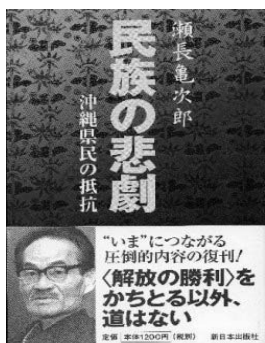 瀬長亀次郎
民族の悲劇
沖縄県民の抵抗
“いま”につながる
圧倒的内容の復刊!
〈解放の勝利〉を
かちとる以外、
道はない
定価 本体1200円 (税別) 新日本出版社